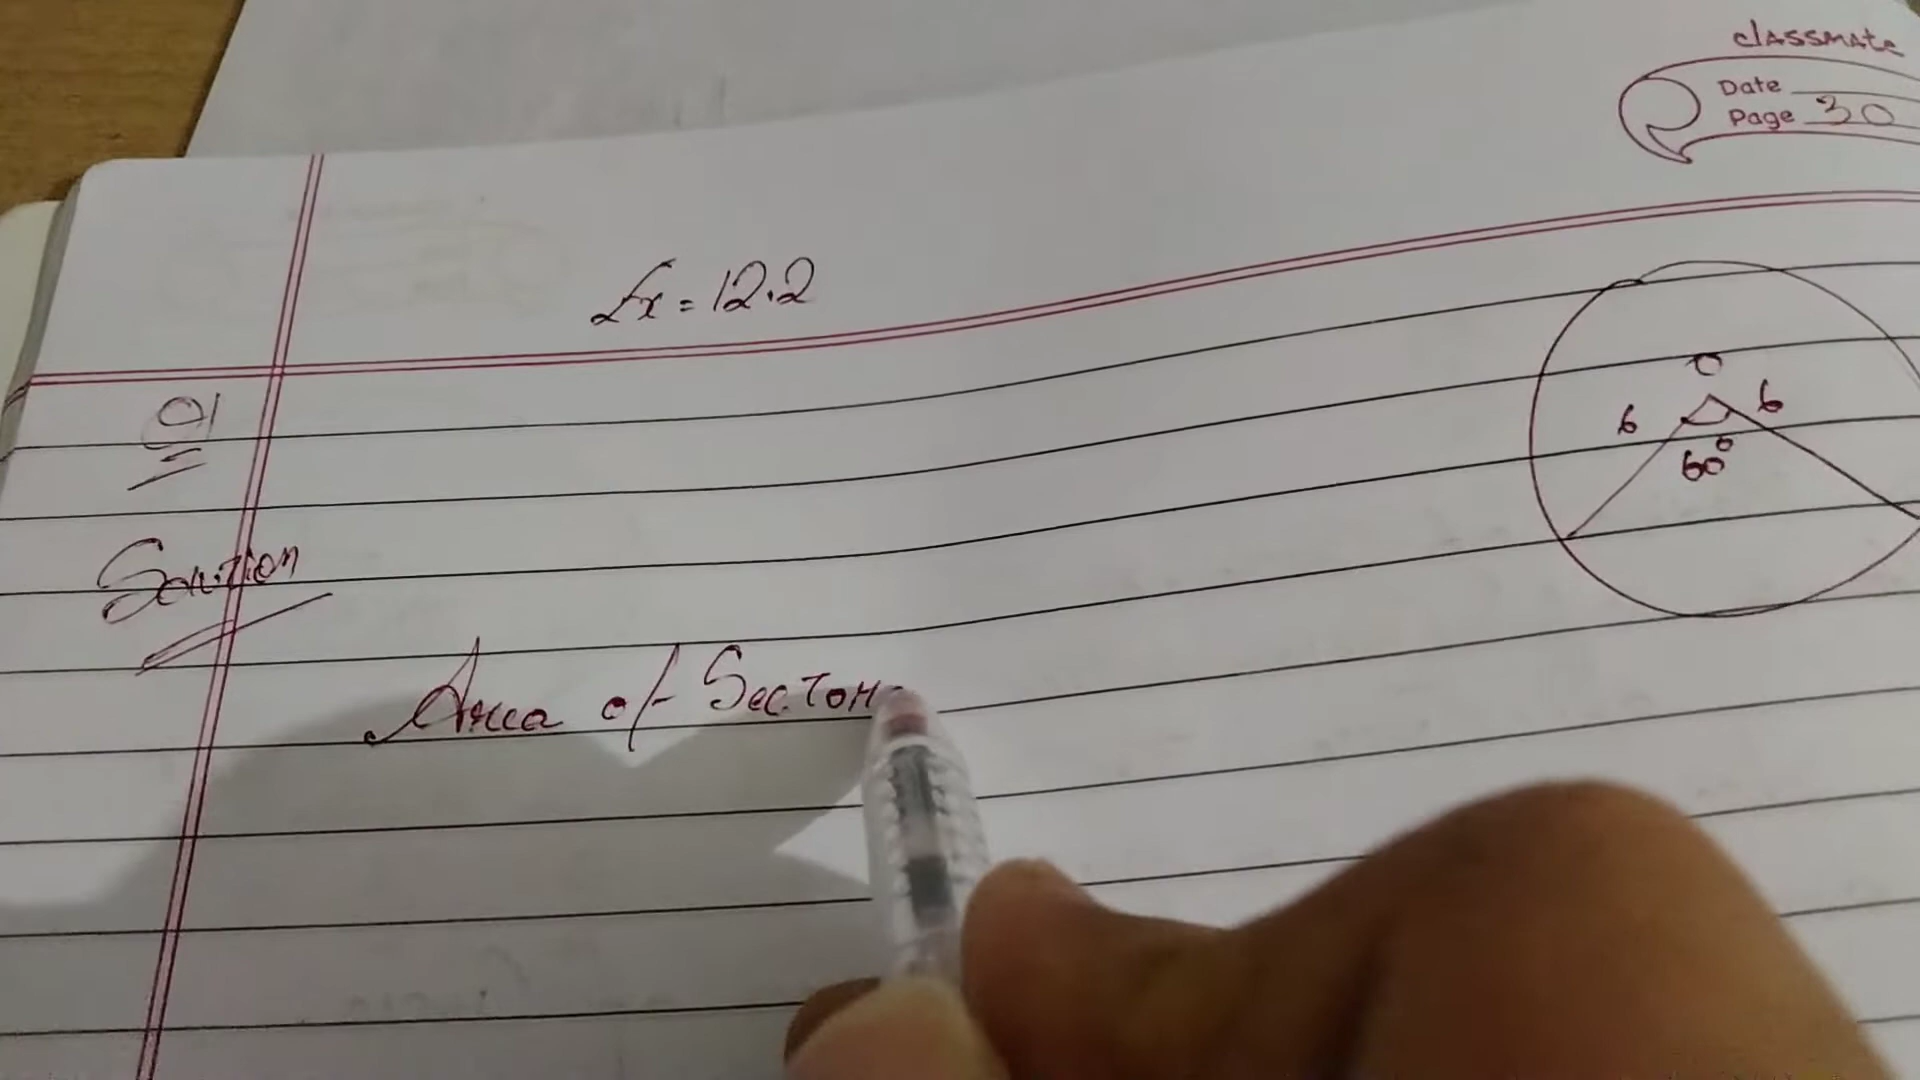 classmate
Date
Page 30
Ex = 12.2
Q1
O
6 6
60°
Solution
Area of Sector